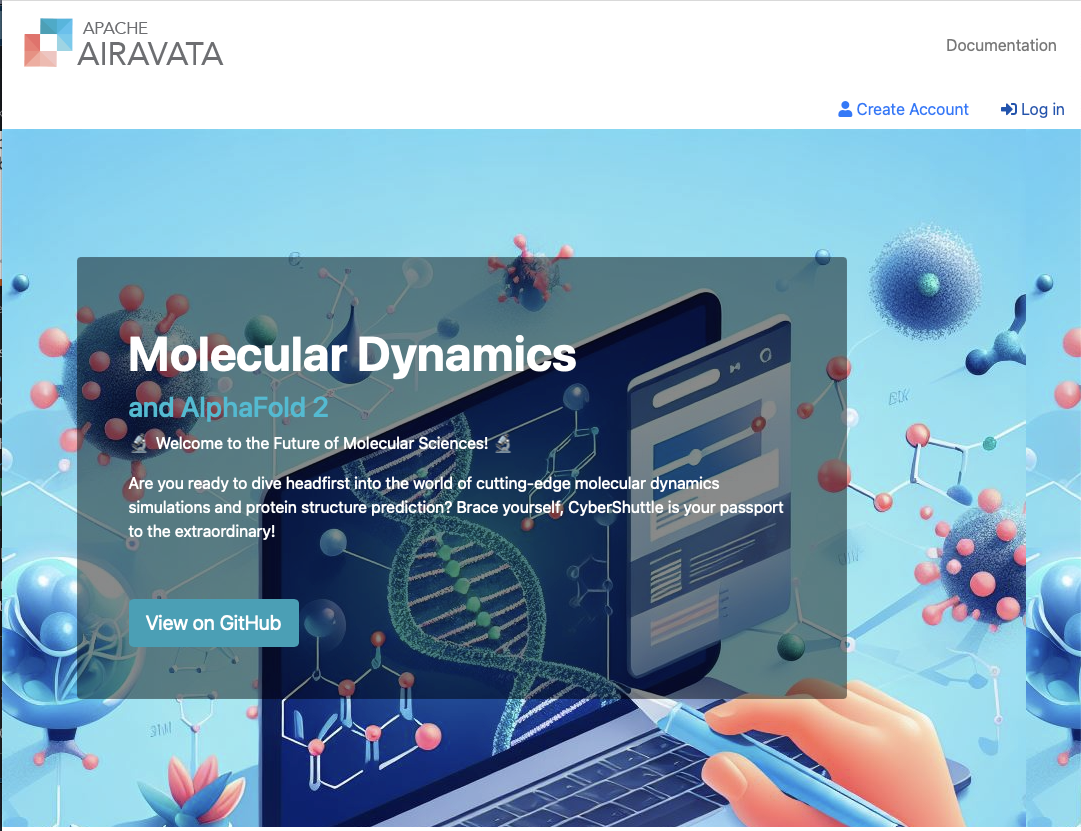 APACHE
AIRAVATA
Documentation
Create Account
Log in
Molecular Dynamics
and AlphaFold 2
🔬 Welcome to the Future of Molecular Sciences! 🔬
Are you ready to dive headfirst into the world of cutting-edge molecular dynamics
simulations and protein structure prediction? Brace yourself, CyberShuttle is your passport
to the extraordinary!
View on GitHub